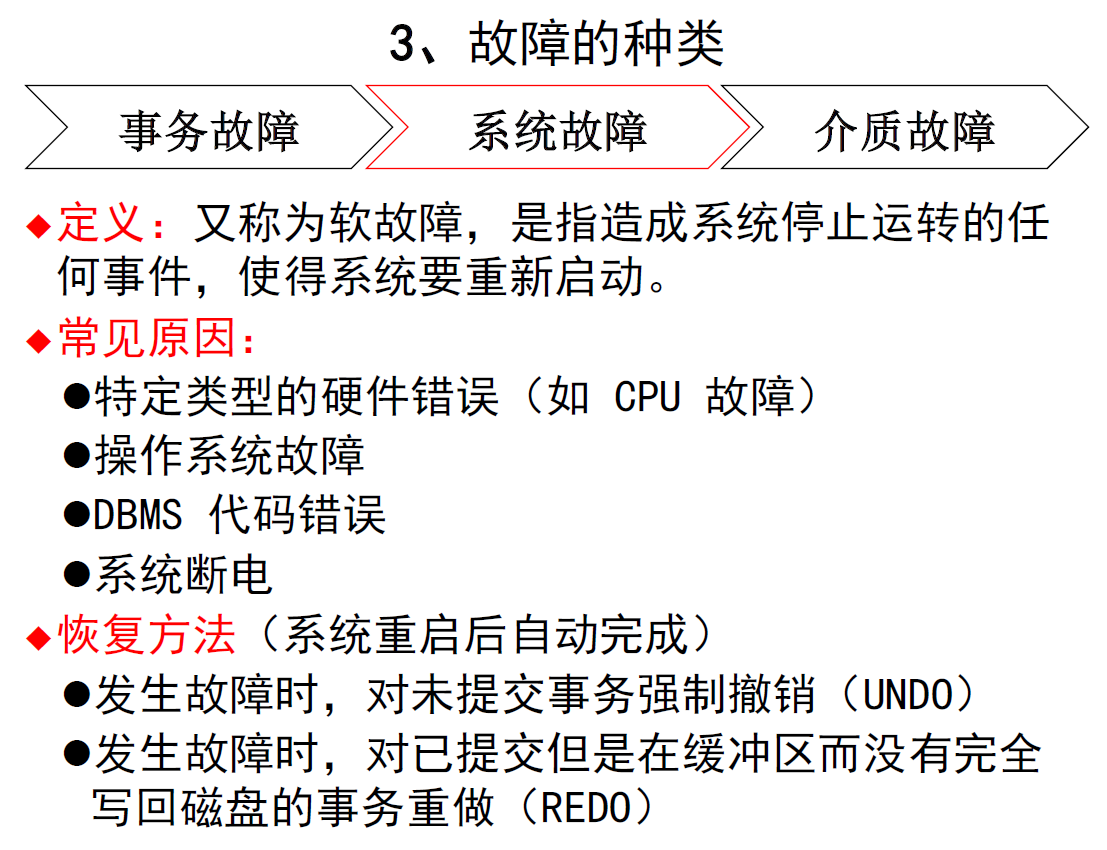 3、故障的种类
事务故障
系统故障
介质故障
◆定义：又称为软故障，是指造成系统停止运转的任
何事件，使得系统要重新启动。
◆常见原因：
●特定类型的硬件错误（如 CPU 故障）
●操作系统故障
●DBMS 代码错误
●系统断电
◆恢复方法（系统重启后自动完成）
●发生故障时，对未提交事务强制撤销（UNDO）
●发生故障时，对已提交但是在缓冲区而没有完全
写回磁盘的事务重做（REDO）